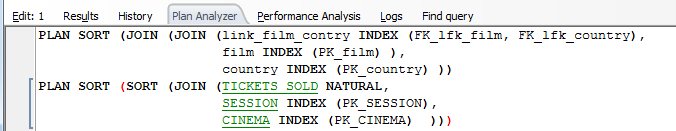 Edit: 1 Results History Plan Analyzer Performance Analysis Logs Find query
PLAN SORT (JOIN (JOIN (link_film_contry INDEX (FK_lfk_film, FK_lfk_country),
film INDEX (PK_film) ),
country INDEX (PK_country) ))
PLAN SORT (SORT (JOIN (TICKETS_SOLD NATURAL,
SESSION INDEX (PK_SESSION),
CINEMA INDEX (PK_CINEMA) )))